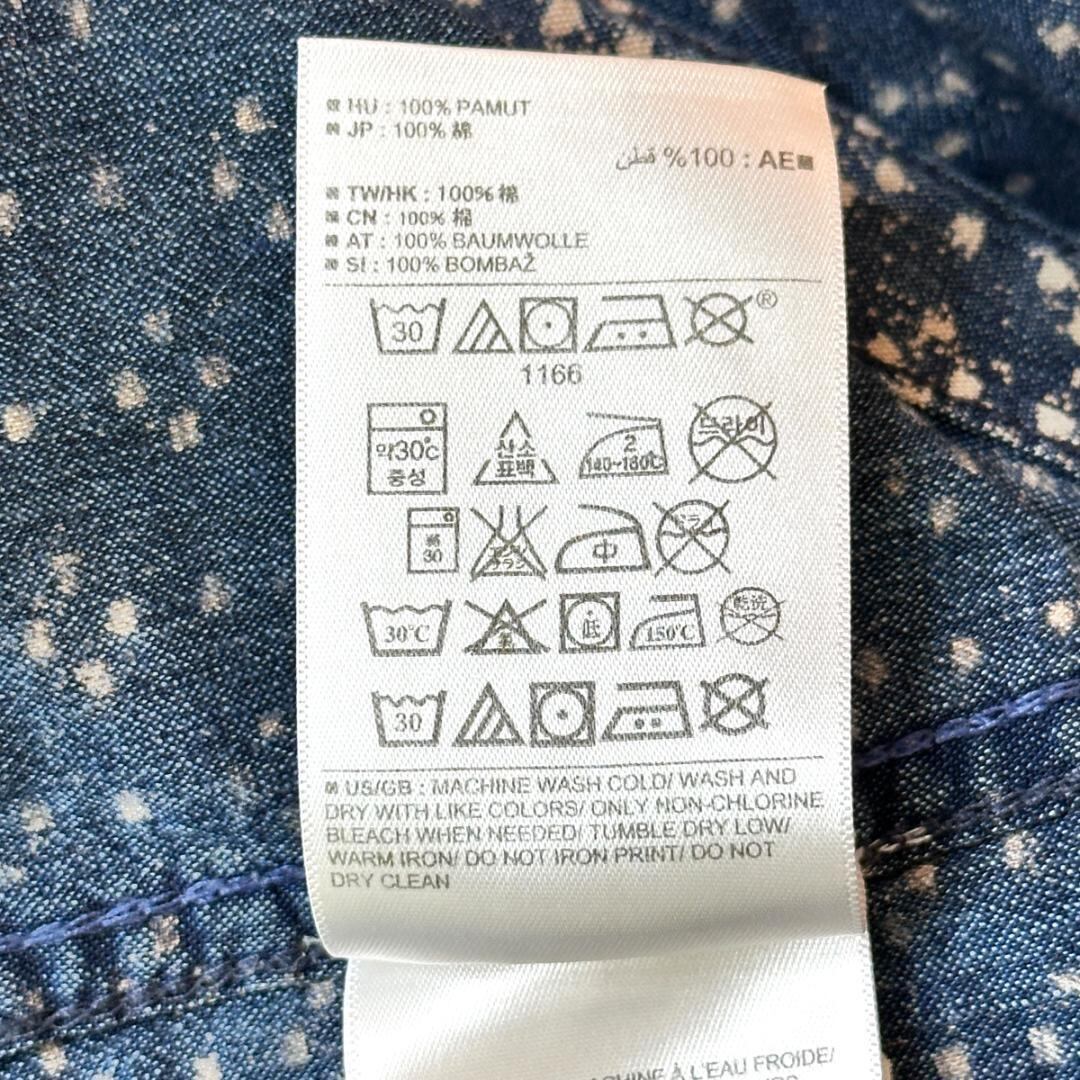 HU : 100% PAMUT
JP : 100% 綿
AE : 100% قطن
TW/HK : 100% 棉
CN : 100% 棉
AT : 100% BAUMWOLLE
SI : 100% BOMBAŽ
30 ®
1166
약30℃ 중성 산소 표백 2 140~160℃ 드라이
30 中
30℃ 低 150℃ 乾洗
30
US/GB : MACHINE WASH COLD/ WASH AND
DRY WITH LIKE COLORS/ ONLY NON-CHLORINE
BLEACH WHEN NEEDED/ TUMBLE DRY LOW/
WARM IRON/ DO NOT IRON PRINT/ DO NOT
DRY CLEAN
À L'EAU FROIDE/